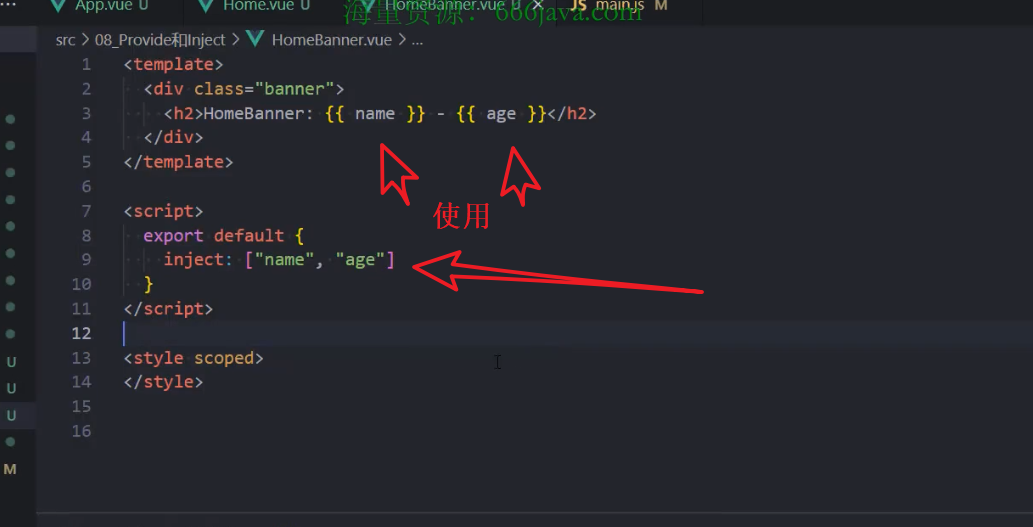 App.vue U Home.vue U HomeBanner.vue U JS main.js M
海量资源：666java.com
src > 08_Provide和Inject > HomeBanner.vue > ...
1 <template>
2 <div class="banner">
3 <h2>HomeBanner: {{ name }} - {{ age }}</h2>
4 </div>
5 </template>
6
使用
7 <script>
8 export default {
9 inject: ["name", "age"]
10 }
11 </script>
12
13 <style scoped>
14 </style>
15
16
U
U
U
M